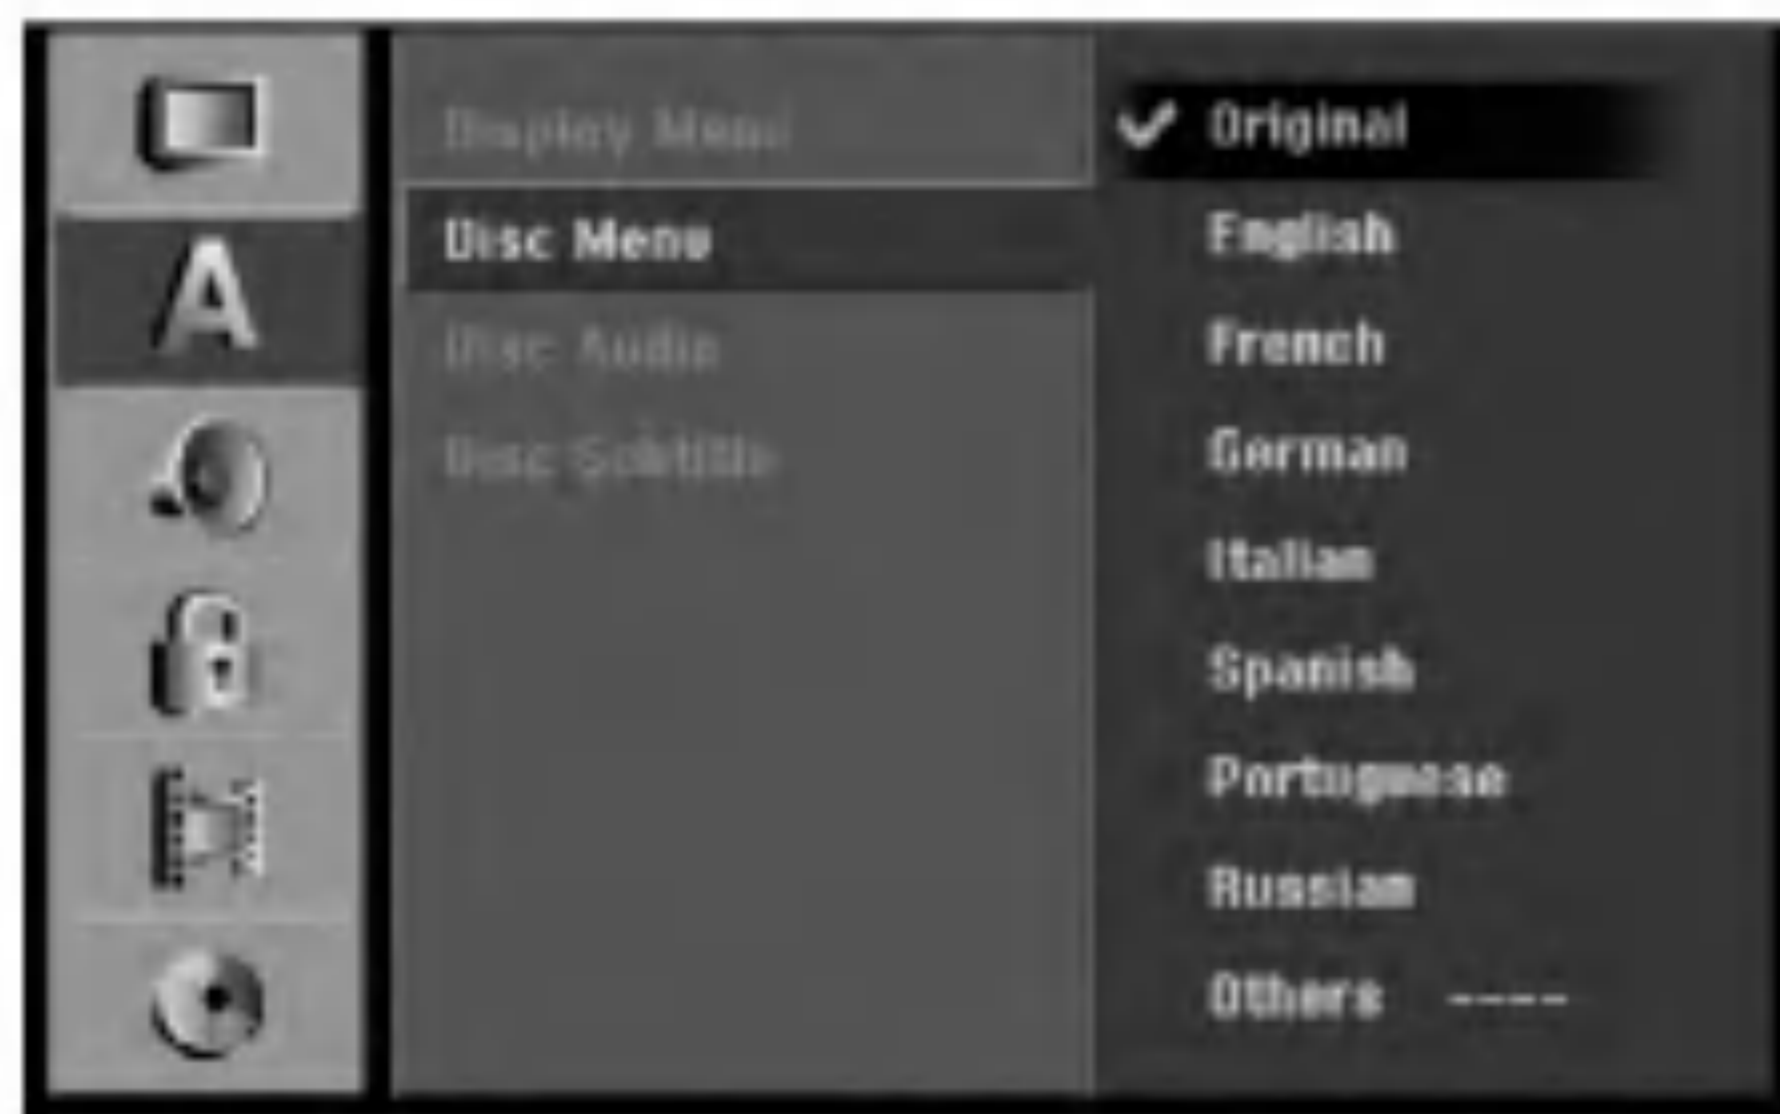 A
Display Menu
Disc Menu
Disc Audio
Disc Subtitle
Original
English
French
German
Italian
Spanish
Portuguese
Russian
Others ----